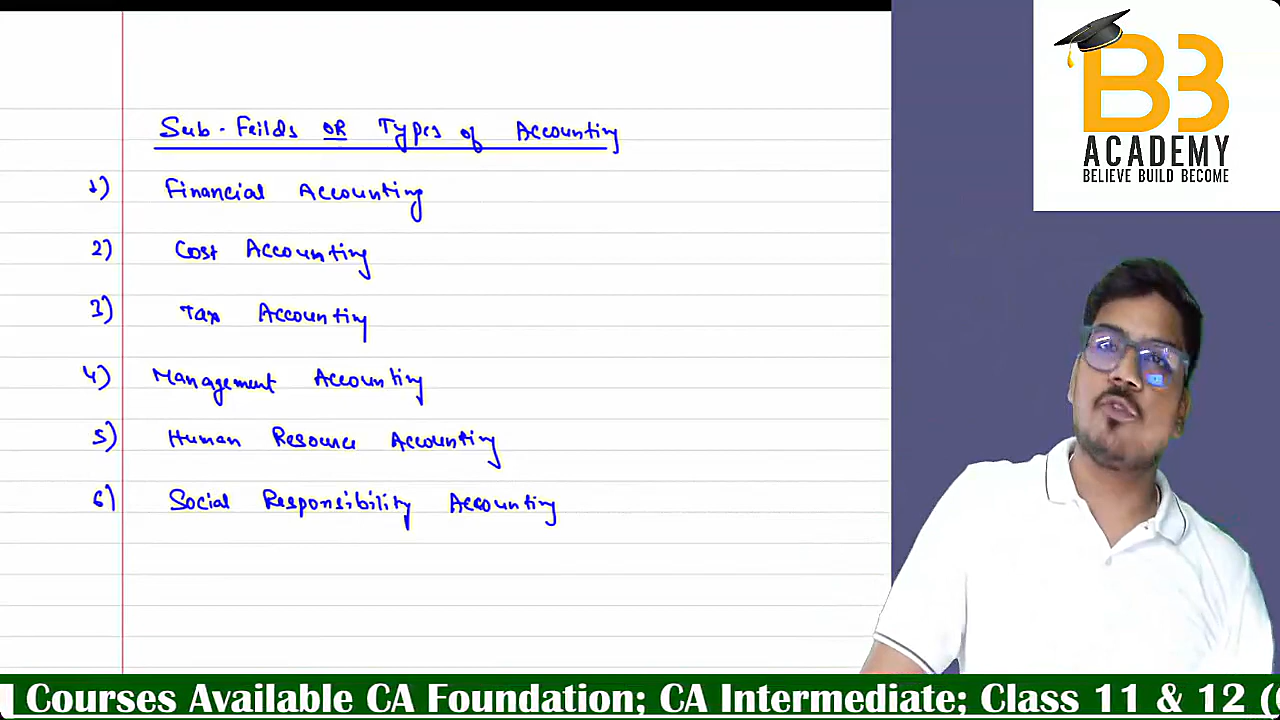 Sub-Feilds OR Types of Accounting
1) Financial Accounting
2) Cost Accounting
3) Tax Accounting
4) Management Accounting
5) Human Resource Accounting
6) Social Responsibility Accounting
B3
ACADEMY
BELIEVE BUILD BECOME
Courses Available CA Foundation; CA Intermediate; Class 11 & 12 (